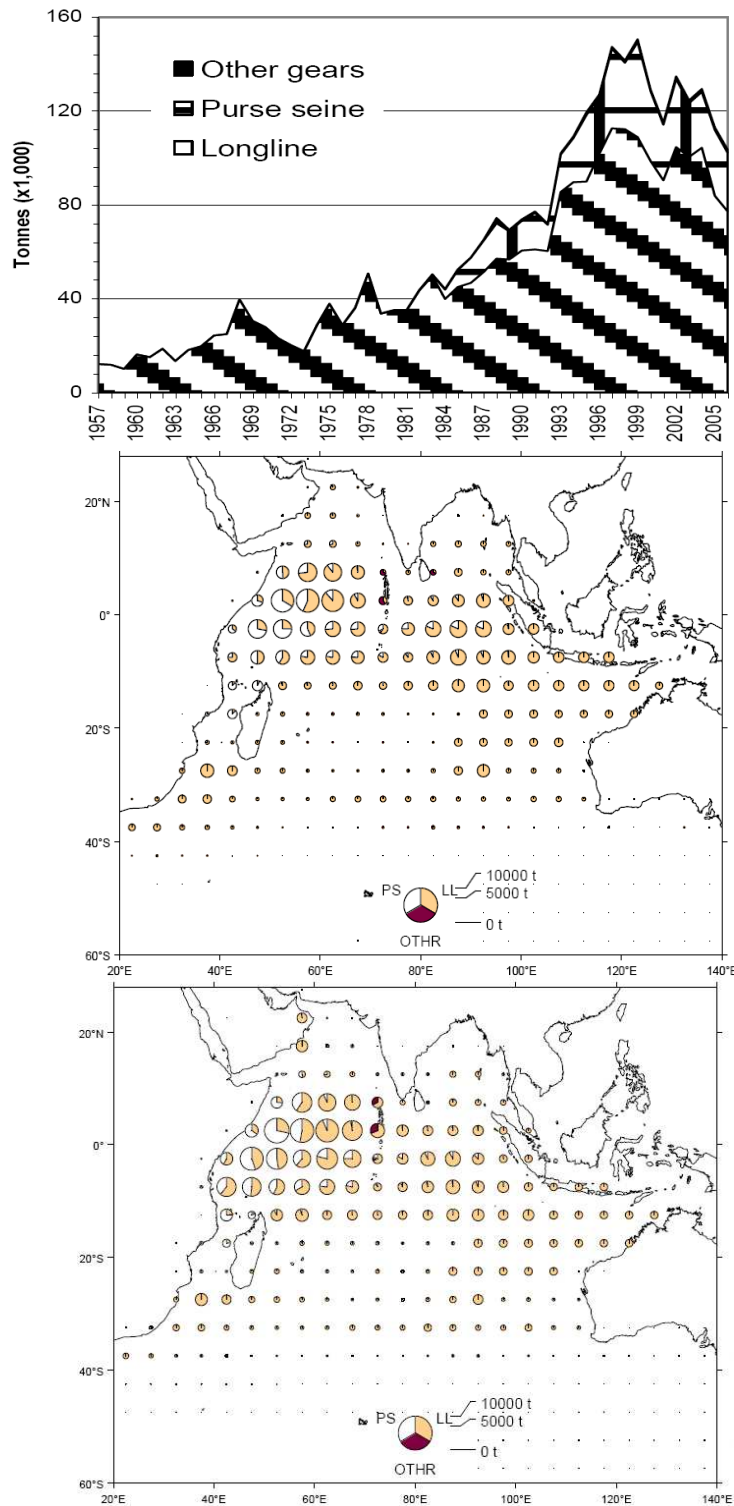 160
120
80
40
0
Tonnes (x1,000)
Other gears
Purse seine
Longline
1957 1960 1963 1966 1969 1972 1975 1978 1981 1984 1987 1990 1993 1996 1999 2002 2005
20°N
0°
20°S
40°S
60°S
PS LL 10000 t
5000 t
0 t
OTHR
20°E 40°E 60°E 80°E 100°E 120°E 140°E
20°N
0°
20°S
40°S
60°S
PS LL 10000 t
5000 t
0 t
OTHR
20°E 40°E 60°E 80°E 100°E 120°E 140°E